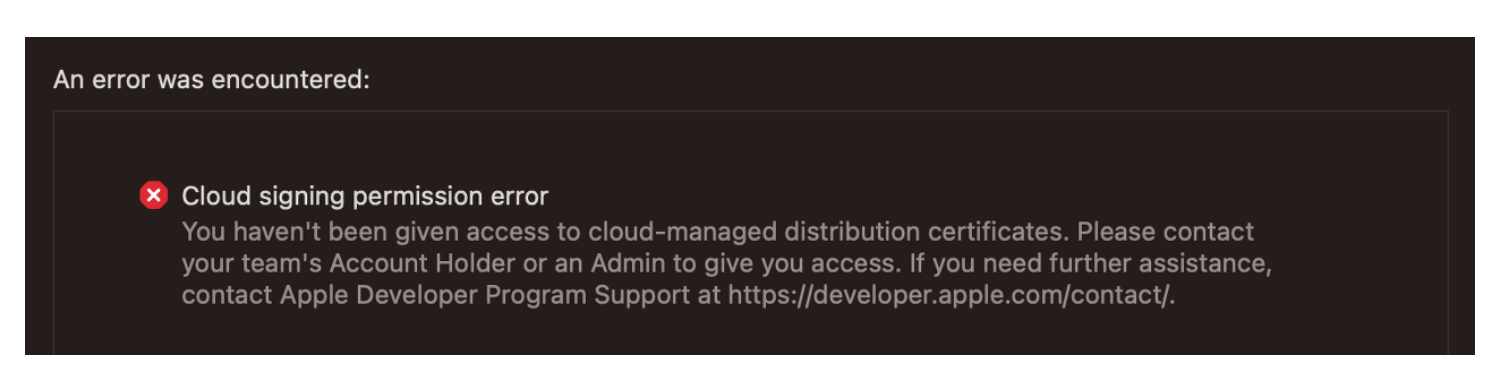 An error was encountered:
Cloud signing permission error
You haven't been given access to cloud-managed distribution certificates. Please contact
your team's Account Holder or an Admin to give you access. If you need further assistance,
contact Apple Developer Program Support at https://developer.apple.com/contact/.